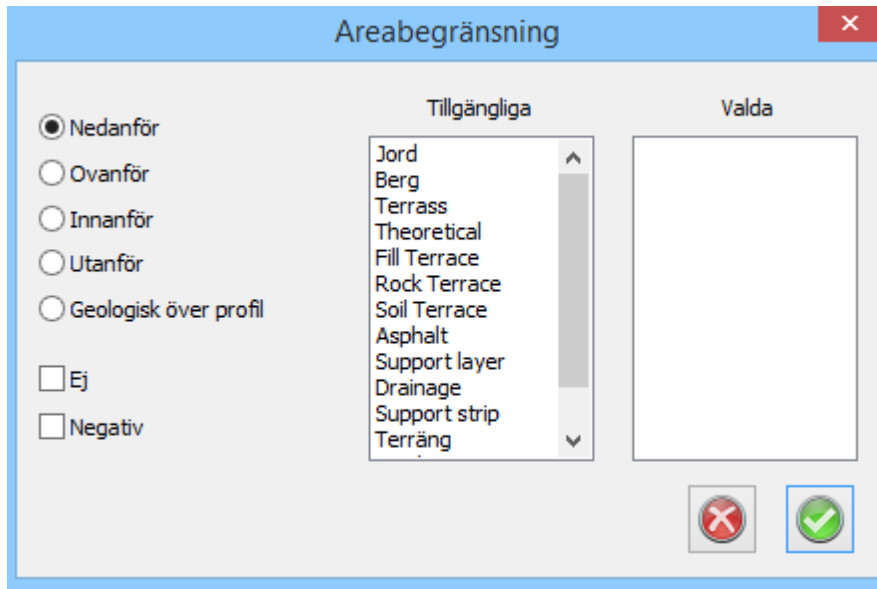 Areabegränsning
Nedanför
Ovanför
Innanför
Utanför
Geologisk över profil
Ej
Negativ
Tillgängliga
Jord
Berg
Terrass
Theoretical
Fill Terrace
Rock Terrace
Soil Terrace
Asphalt
Support layer
Drainage
Support strip
Terräng
Valda